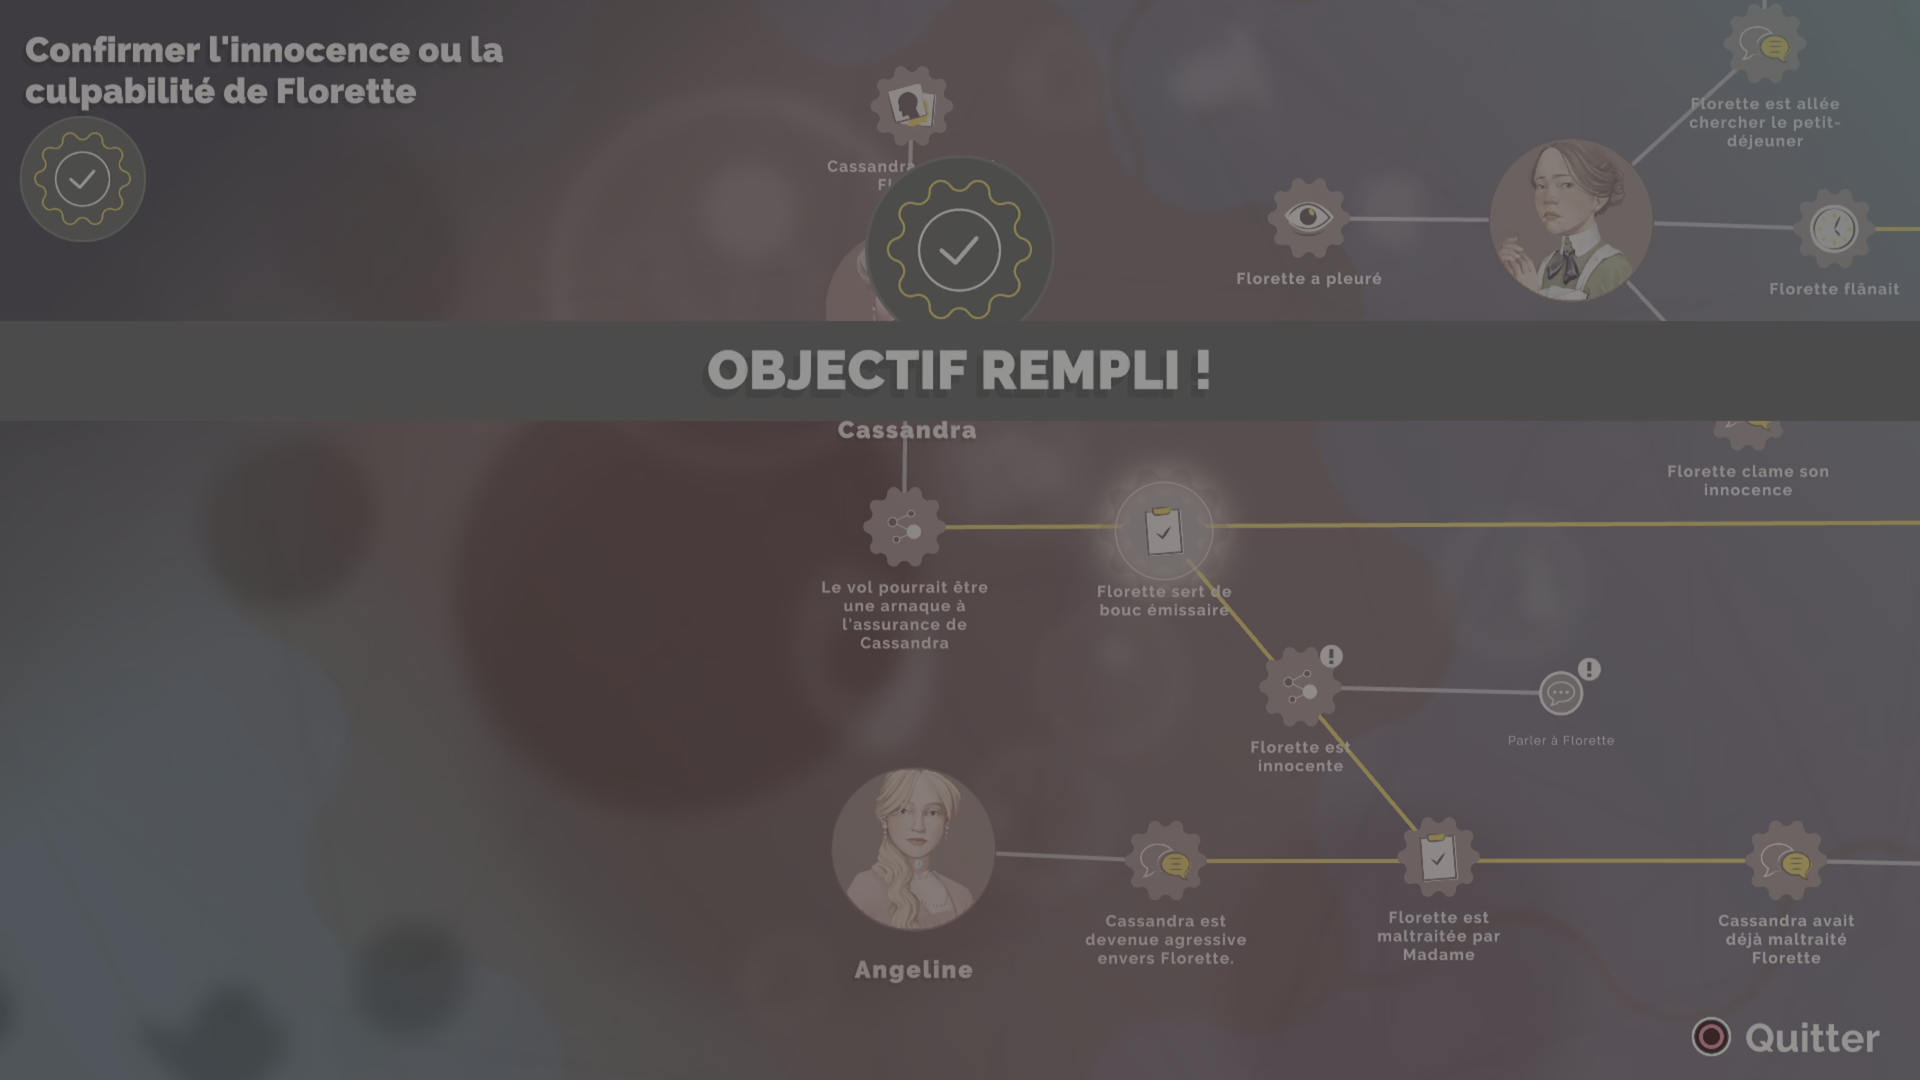 Confirmer l'innocence ou la
culpabilité de Florette
Cassandra
Florette est allée
chercher le petit-
déjeuner
Florette a pleuré
Florette flânait
OBJECTIF REMPLI !
Cassandra
Florette clame son
innocence
Le vol pourrait être
une arnaque à
l'assurance de
Cassandra
Florette sert de
bouc émissaire
Florette est
innocente
Parler à Florette
Cassandra est
devenue agressive
envers Florette.
Florette est
maltraitée par
Madame
Cassandra avait
déjà maltraité
Florette
Angeline
Quitter